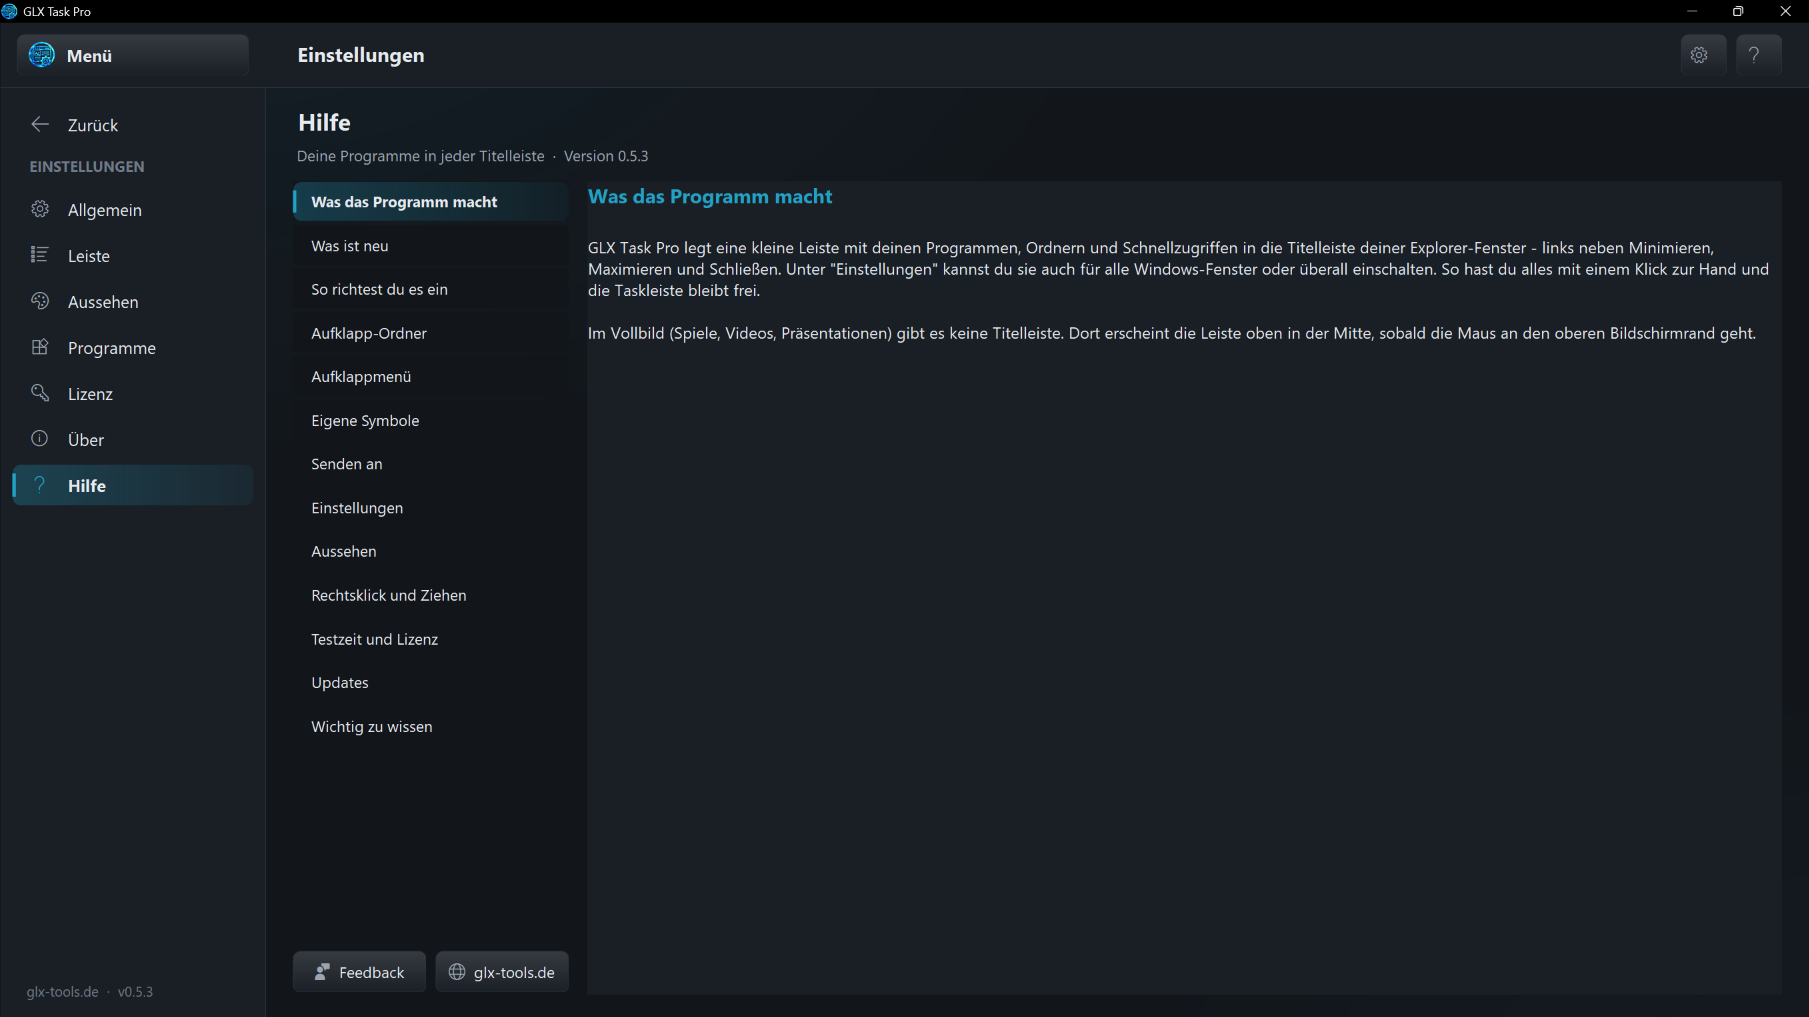 GLX Task Pro
Menü
Einstellungen
Zurück
EINSTELLUNGEN
Allgemein
Leiste
Aussehen
Programme
Lizenz
Über
Hilfe
glx-tools.de · v0.5.3
Hilfe
Deine Programme in jeder Titelleiste · Version 0.5.3
Was das Programm macht
Was ist neu
So richtest du es ein
Aufklapp-Ordner
Aufklappmenü
Eigene Symbole
Senden an
Einstellungen
Aussehen
Rechtsklick und Ziehen
Testzeit und Lizenz
Updates
Wichtig zu wissen
Feedback
glx-tools.de
Was das Programm macht
GLX Task Pro legt eine kleine Leiste mit deinen Programmen, Ordnern und Schnellzugriffen in die Titelleiste deiner Explorer-Fenster - links neben Minimieren,
Maximieren und Schließen. Unter "Einstellungen" kannst du sie auch für alle Windows-Fenster oder überall einschalten. So hast du alles mit einem Klick zur Hand und
die Taskleiste bleibt frei.
Im Vollbild (Spiele, Videos, Präsentationen) gibt es keine Titelleiste. Dort erscheint die Leiste oben in der Mitte, sobald die Maus an den oberen Bildschirmrand geht.